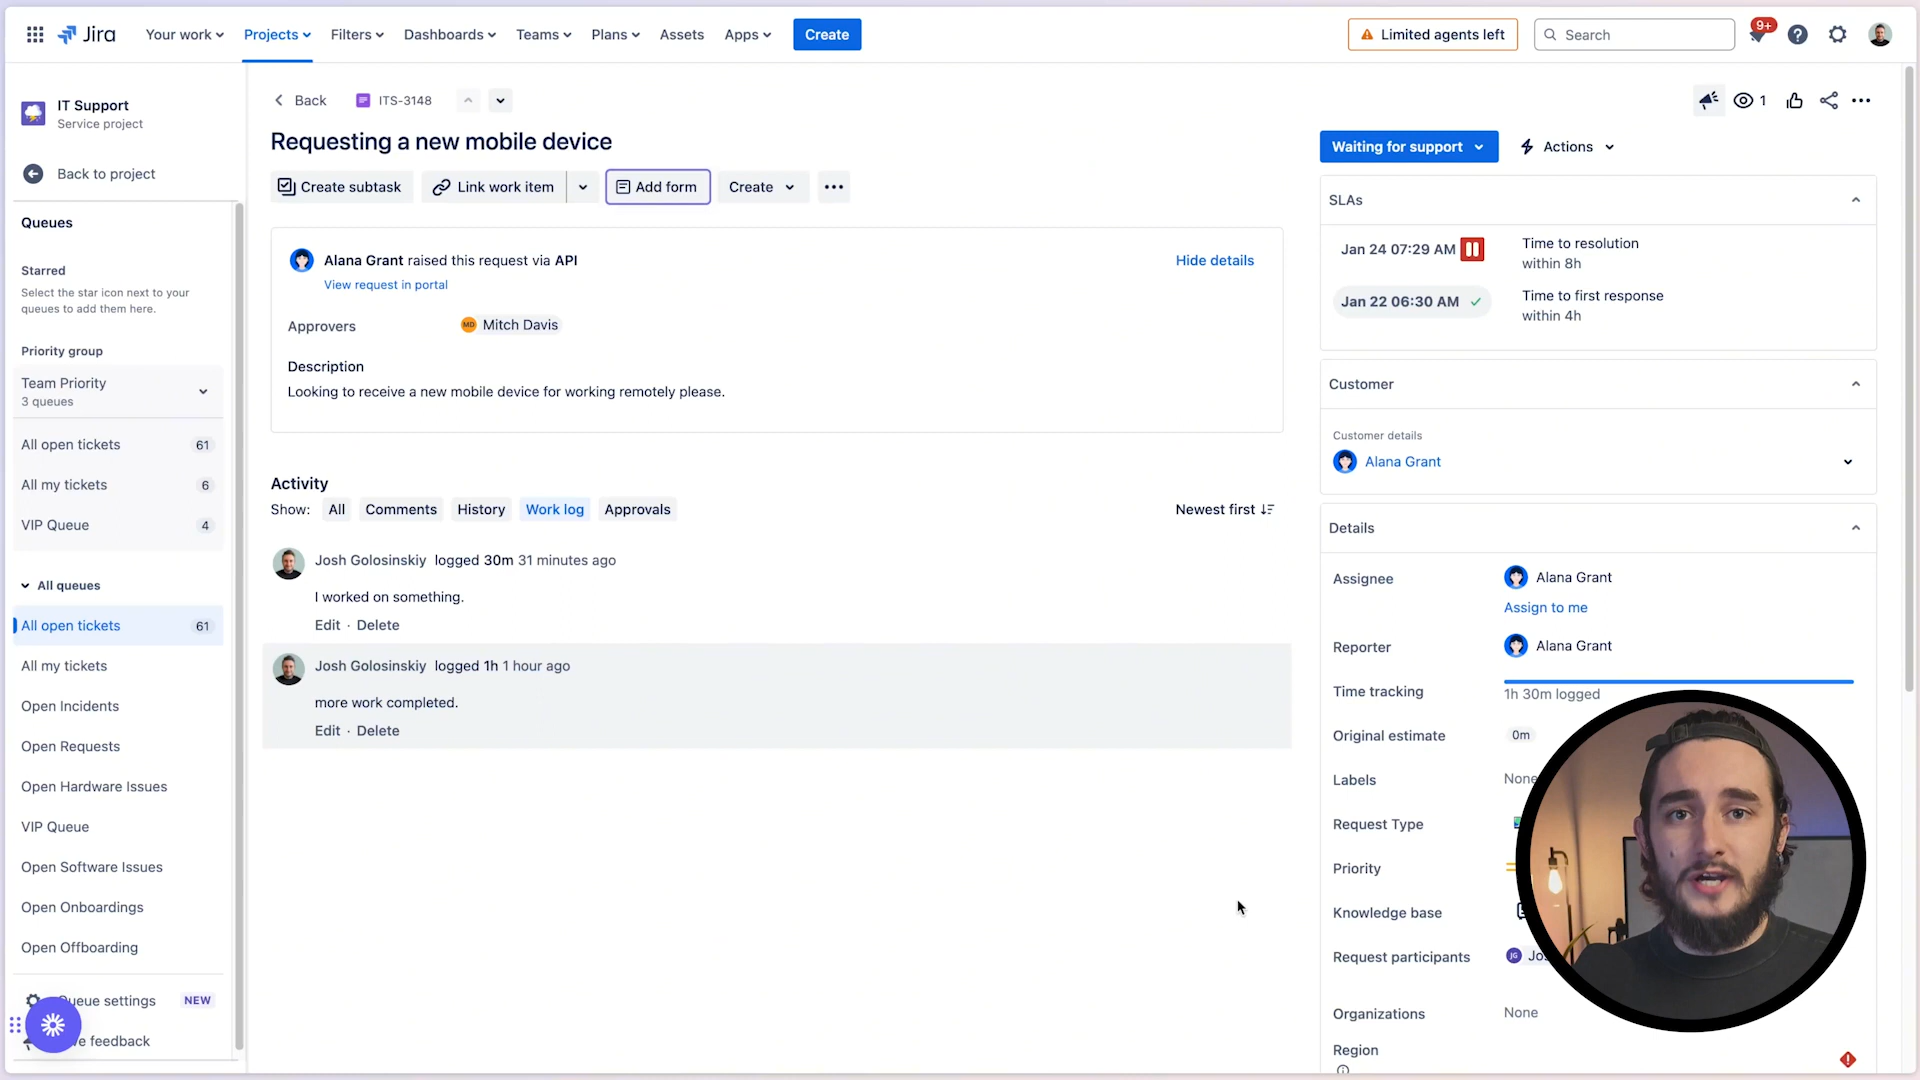 Jira
Your work
Projects
Filters
Dashboards
Teams
Plans
Assets
Apps
Create
Limited agents left
Search
9+
IT Support
Service project
Back to project
Queues
Starred
Select the star icon next to your
queues to add them here.
Priority group
Team Priority
3 queues
All open tickets 61
All my tickets 6
VIP Queue 4
All queues
All open tickets 61
All my tickets
Open Incidents
Open Requests
Open Hardware Issues
VIP Queue
Open Software Issues
Open Onboardings
Open Offboarding
Queue settings NEW
feedback
Back
ITS-3148
1
Requesting a new mobile device
Create subtask
Link work item
Add form
Create
Alana Grant raised this request via API
Hide details
View request in portal
Approvers
MD Mitch Davis
Description
Looking to receive a new mobile device for working remotely please.
Activity
Show: All Comments History Work log Approvals
Newest first
Josh Golosinskiy logged 30m 31 minutes ago
I worked on something.
Edit · Delete
Josh Golosinskiy logged 1h 1 hour ago
more work completed.
Edit · Delete
Waiting for support
Actions
SLAs
Jan 24 07:29 AM
Time to resolution
within 8h
Jan 22 06:30 AM
Time to first response
within 4h
Customer
Customer details
Alana Grant
Details
Assignee
Alana Grant
Assign to me
Reporter
Alana Grant
Time tracking
1h 30m logged
Original estimate
0m
Labels
None
Request Type
Priority
Knowledge base
Request participants
JG
Organizations
None
Region